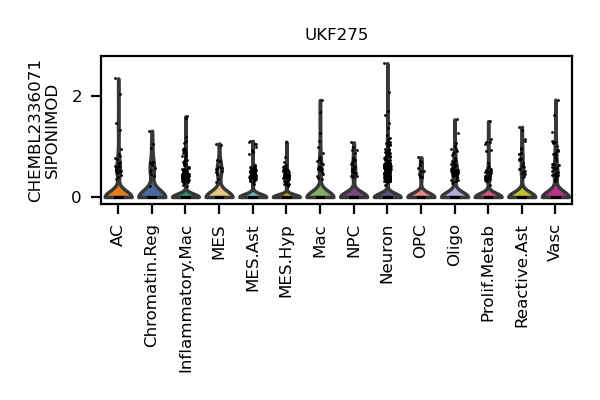 UKF275
CHEMBL2336071
SIPONIMOD
2
0
AC
Chromatin.Reg
Inflammatory.Mac
MES
MES.Ast
MES.Hyp
Mac
NPC
Neuron
OPC
Oligo
Prolif.Metab
Reactive.Ast
Vasc